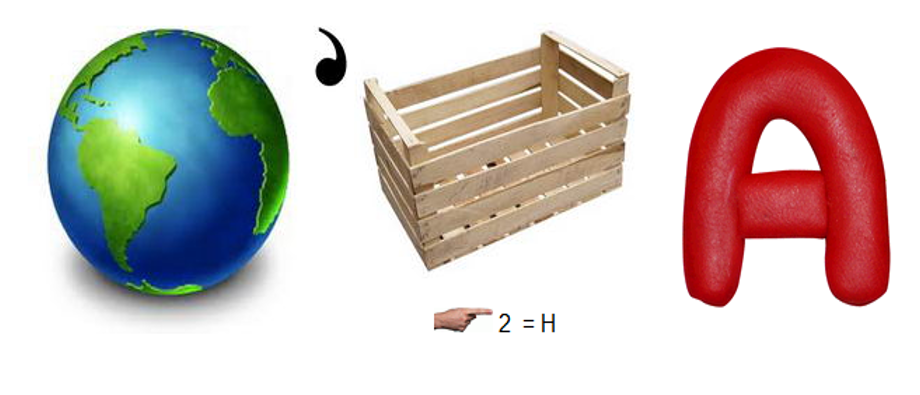 , A
2 = H